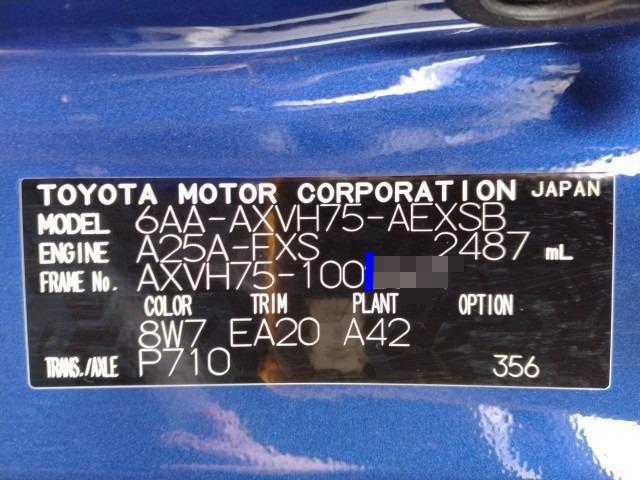 TOYOTA MOTOR CORPORATION JAPAN
MODEL 6AA-AXVH75-AEXSB
ENGINE A25A-FXS 2487 mL
FRAME No. AXVH75-100
COLOR TRIM PLANT OPTION
8W7 EA20 A42
TRANS./AXLE P710 356